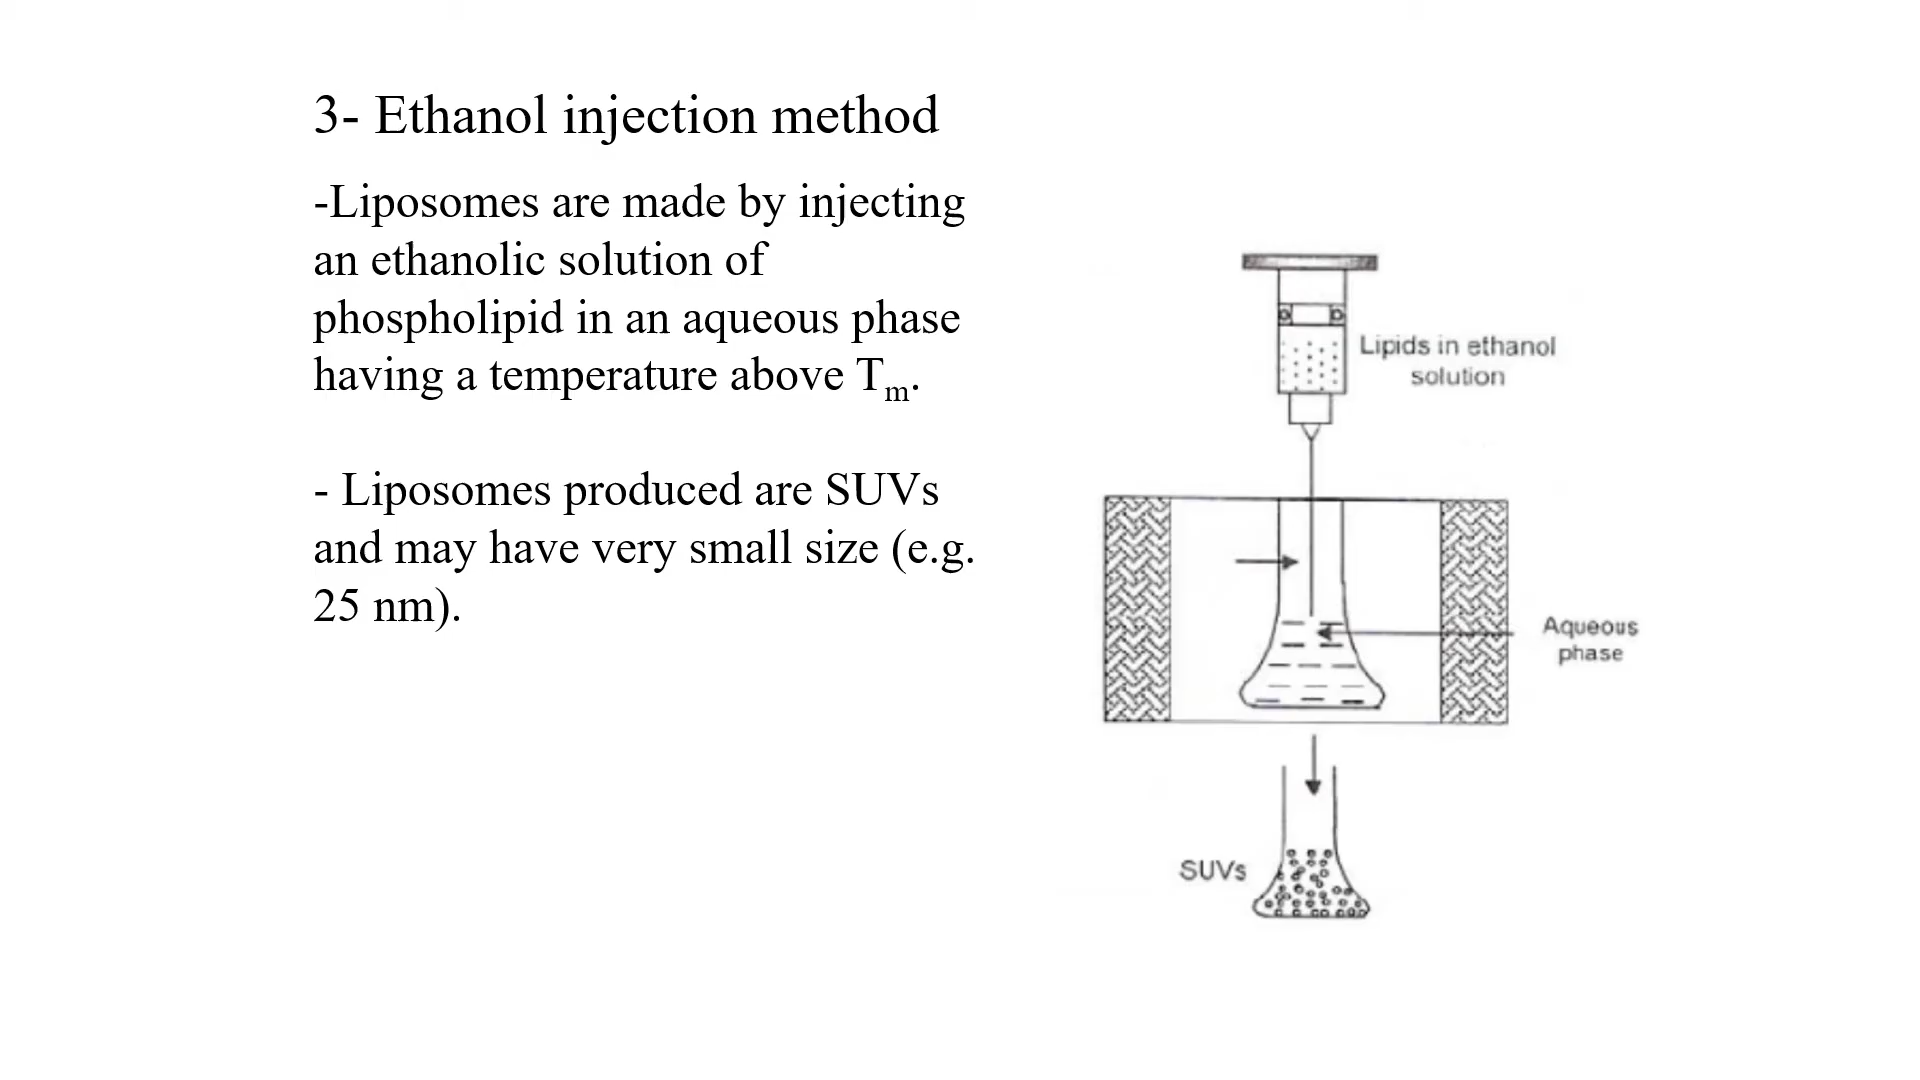 3- Ethanol injection method
-Liposomes are made by injecting
an ethanolic solution of
phospholipid in an aqueous phase
having a temperature above Tm.
- Liposomes produced are SUVs
and may have very small size (e.g.
25 nm).
Lipids in ethanol
solution
Aqueous
phase
SUVs